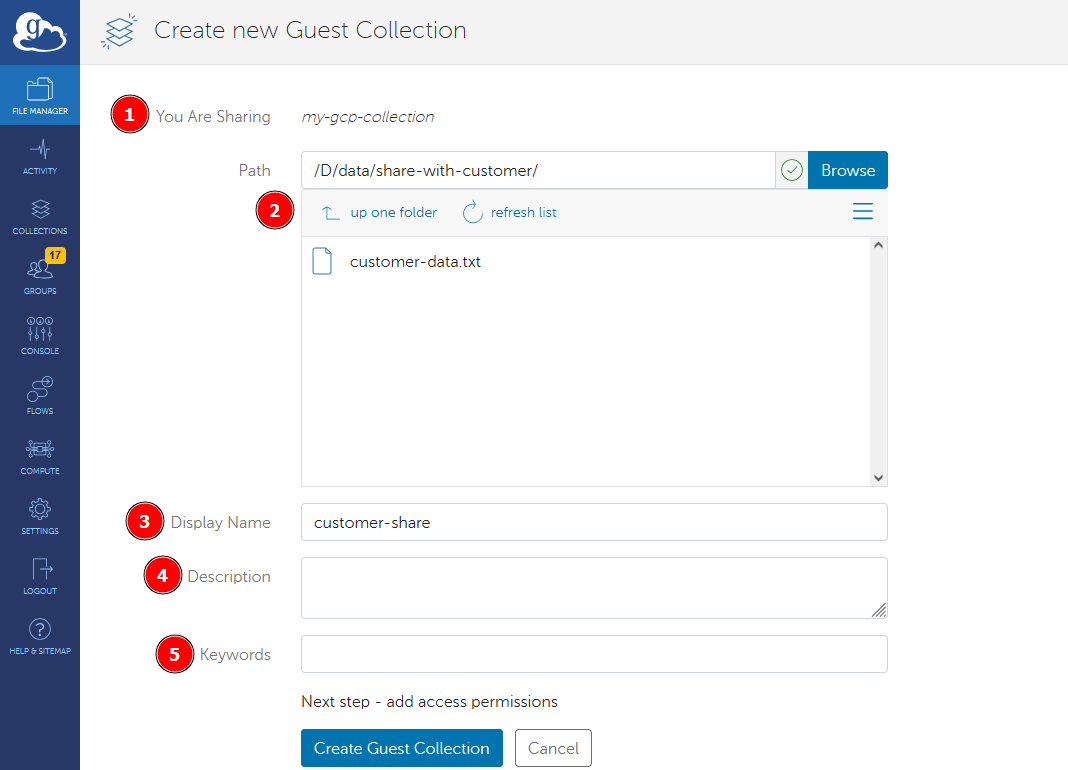 g
Create new Guest Collection
FILE MANAGER
ACTIVITY
COLLECTIONS
17
GROUPS
CONSOLE
FLOWS
COMPUTE
SETTINGS
LOGOUT
?
HELP & SITEMAP
1 You Are Sharing my-gcp-collection
Path /D/data/share-with-customer/ Browse
2 up one folder refresh list
customer-data.txt
3 Display Name customer-share
4 Description
5 Keywords
Next step - add access permissions
Create Guest Collection Cancel